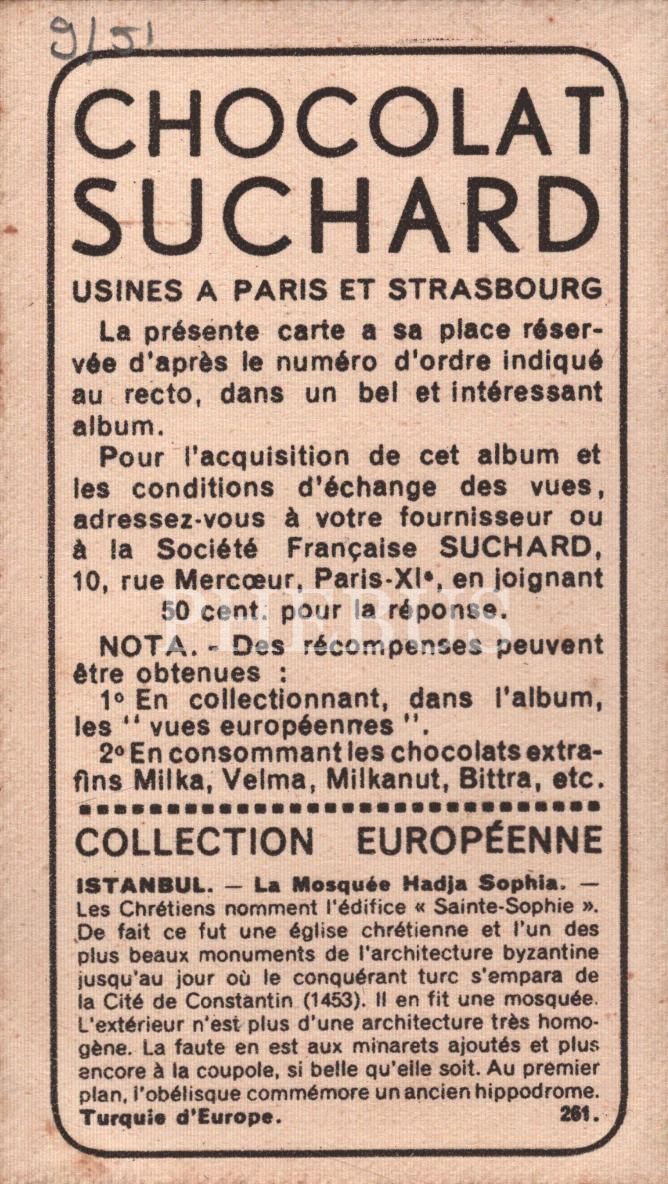 9/51
CHOCOLAT
SUCHARD
USINES A PARIS ET STRASBOURG
La présente carte a sa place réser-
vée d'après le numéro d'ordre indiqué
au recto, dans un bel et intéressant
album.
Pour l'acquisition de cet album et
les conditions d'échange des vues,
adressez-vous à votre fournisseur ou
à la Société Française SUCHARD,
10, rue Mercœur, Paris-XIe, en joignant
50 cent. pour la réponse.
PHEBUS
NOTA. - Des récompenses peuvent
être obtenues :
1o En collectionnant, dans l'album,
les " vues européennes ".
2o En consommant les chocolats extra-
fins Milka, Velma, Milkanut, Bittra, etc.
COLLECTION EUROPÉENNE
ISTANBUL. — La Mosquée Hadja Sophia. —
Les Chrétiens nomment l'édifice « Sainte-Sophie ».
De fait ce fut une église chrétienne et l'un des
plus beaux monuments de l'architecture byzantine
jusqu'au jour où le conquérant turc s'empara de
la Cité de Constantin (1453). Il en fit une mosquée.
L'extérieur n'est plus d'une architecture très homo-
gène. La faute en est aux minarets ajoutés et plus
encore à la coupole, si belle qu'elle soit. Au premier
plan, l'obélisque commémore un ancien hippodrome.
Turquie d'Europe. 261.